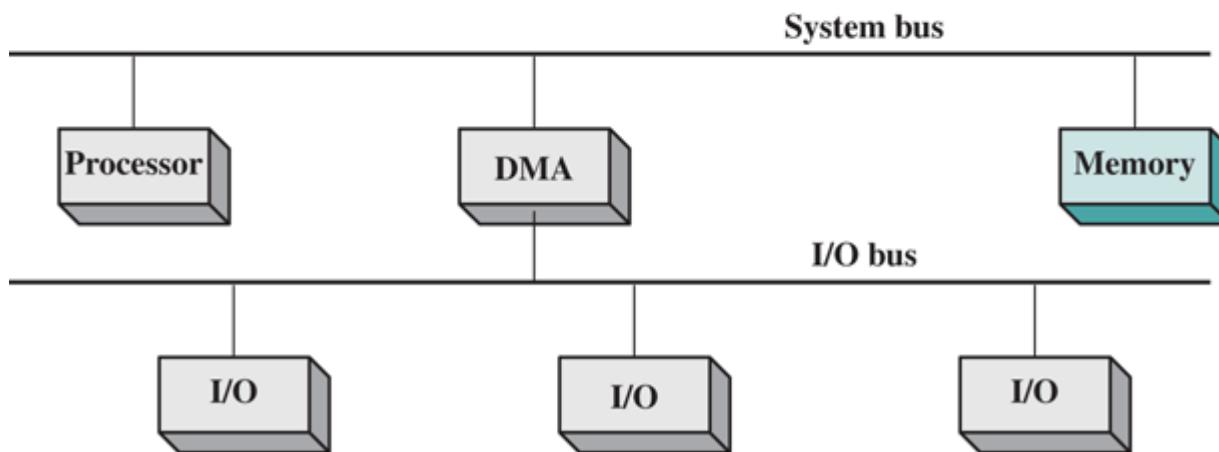 System bus
Processor
DMA
Memory
I/O bus
I/O
I/O
I/O